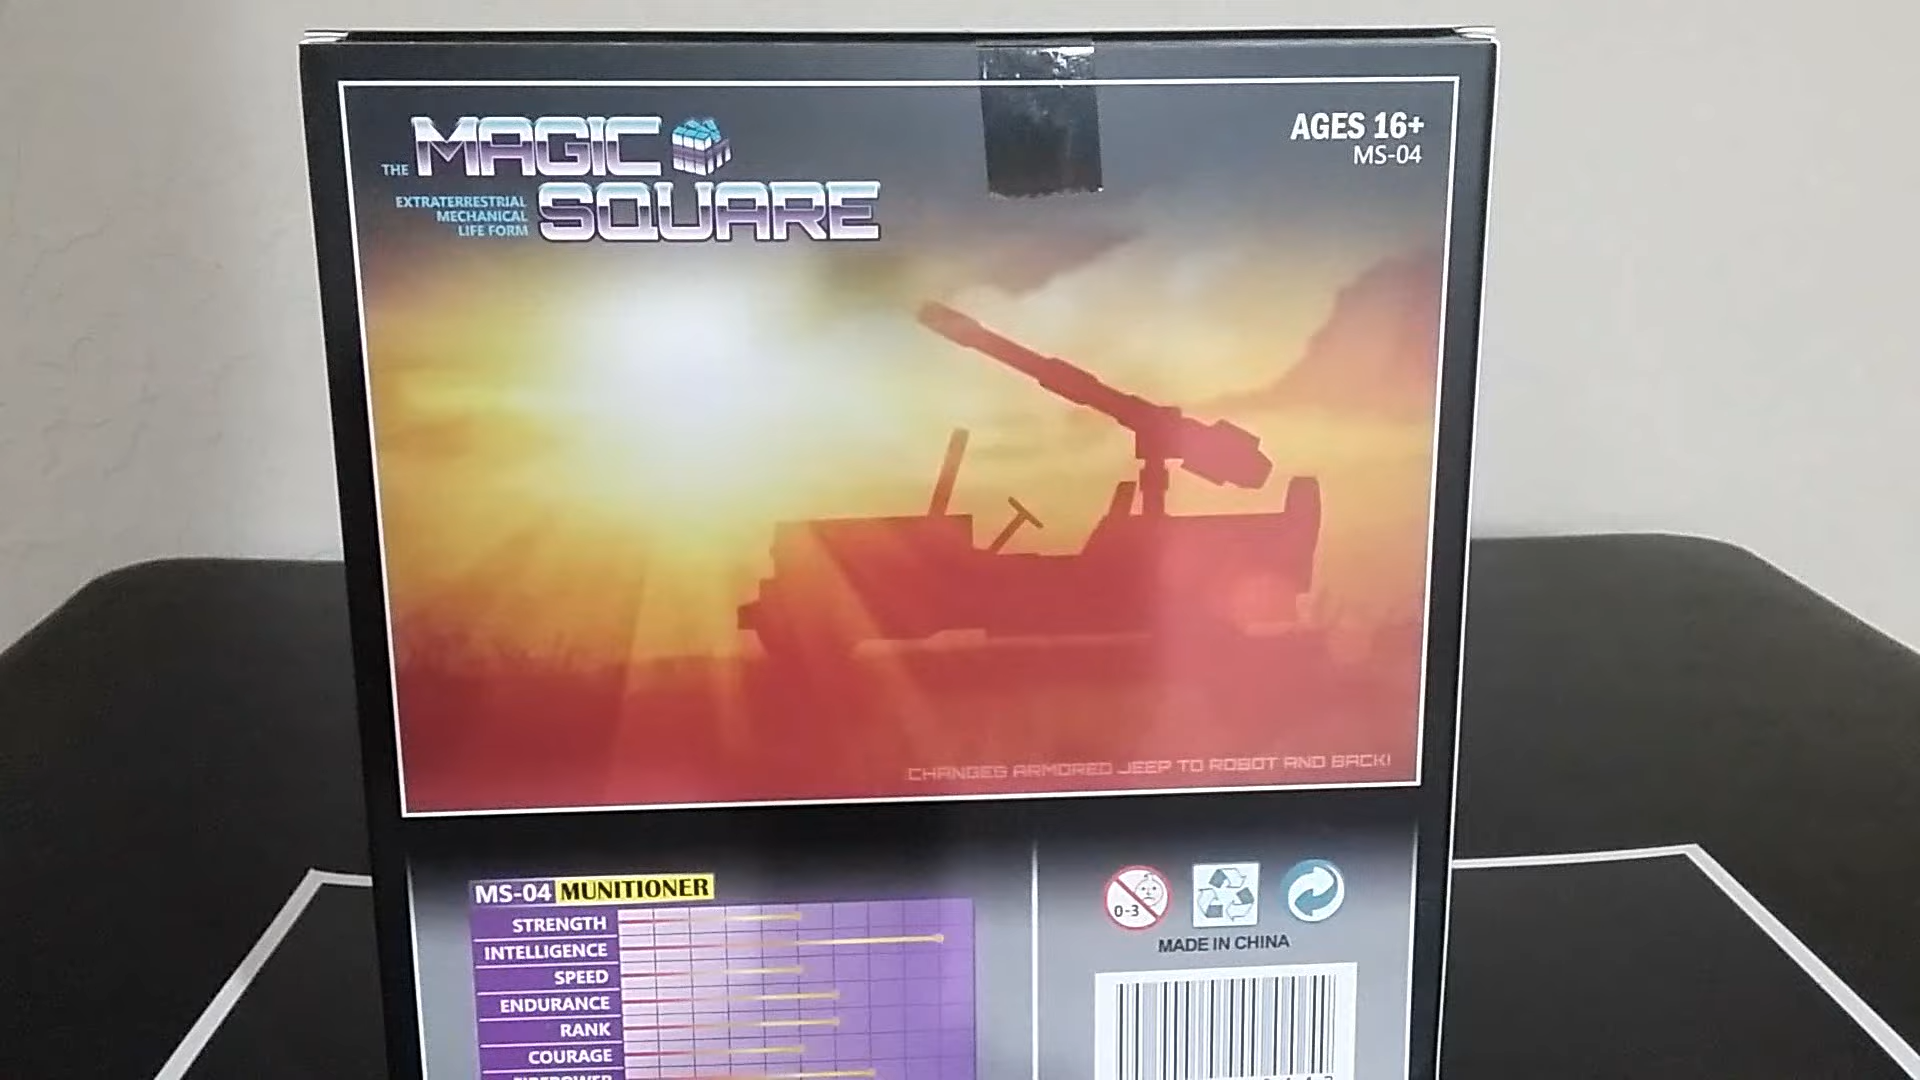 THE MAGIC
SQUARE
EXTRATERRESTRIAL
MECHANICAL
LIFE FORM
AGES 16+
MS-04
CHANGES ARMORED JEEP TO ROBOT AND BACK!
MS-04 MUNITIONER
STRENGTH
INTELLIGENCE
SPEED
ENDURANCE
RANK
COURAGE
FIREPOWER
0-3
MADE IN CHINA